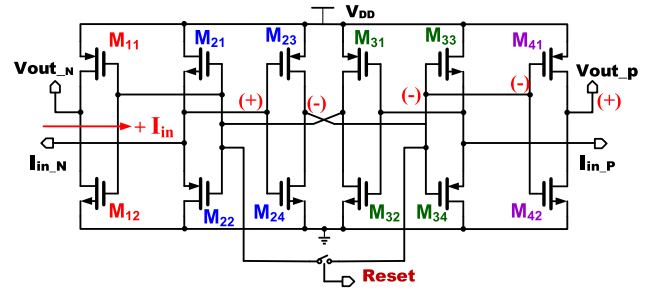 V_DD
M11 M21 M23 M31 M33 M41
Vout_N Vout_p
(+) (-) (-) (-) (+)
+ I_in
I_in_N I_in_P
M12 M22 M24 M32 M34 M42
Reset